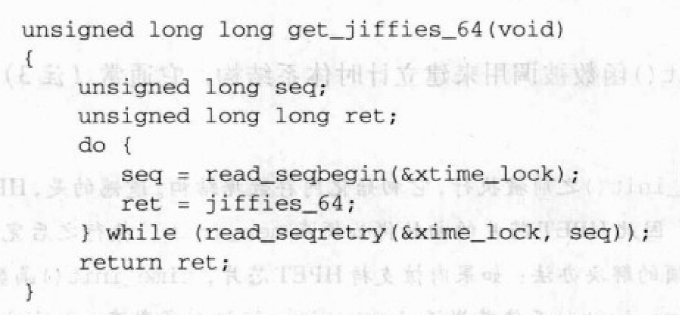 unsigned long long get_jiffies_64(void)
{
    unsigned long seq;
    unsigned long long ret;
    do {
        seq = read_seqbegin(&xtime_lock);
        ret = jiffies_64;
    } while (read_seqretry(&xime_lock, seq));
    return ret;
}